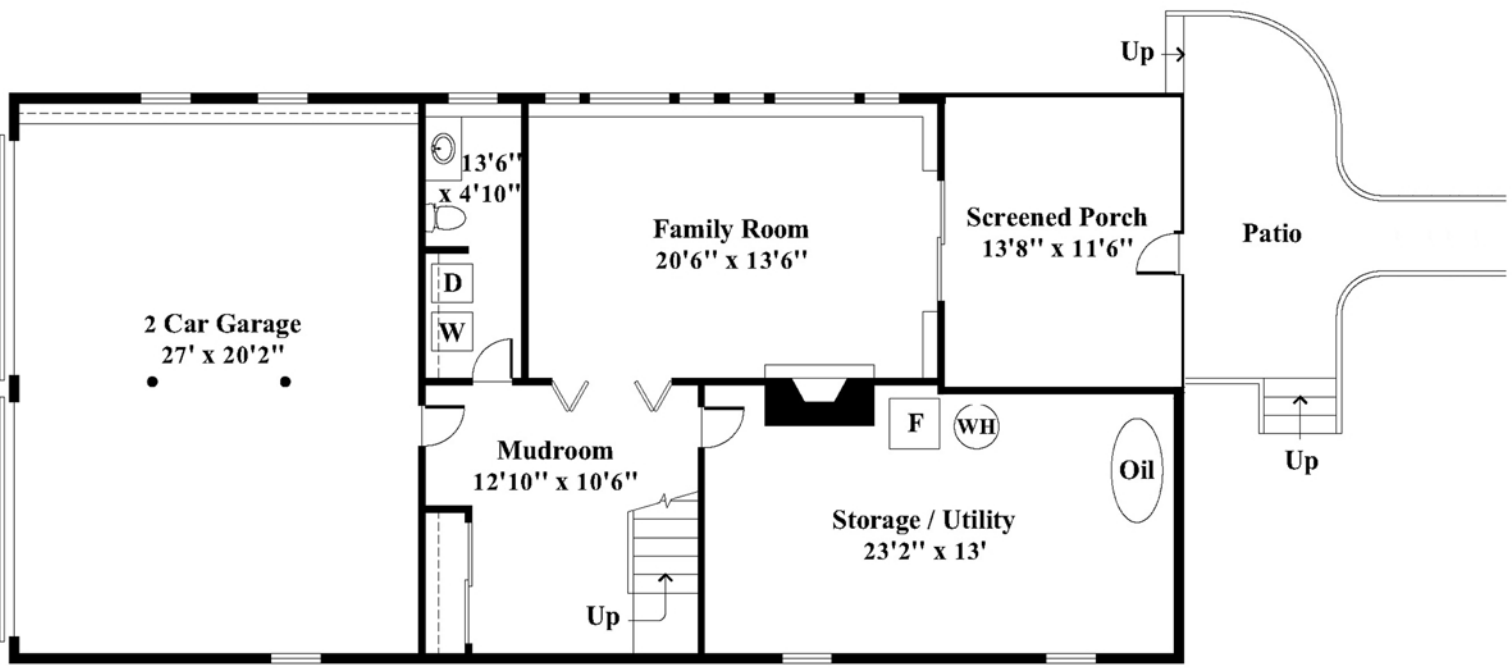 Up
13'6"
x 4'10"
Family Room
20'6" x 13'6"
Screened Porch
13'8" x 11'6"
Patio
D
W
2 Car Garage
27' x 20'2"
F
WH
Mudroom
12'10" x 10'6"
Oil
Up
Storage / Utility
23'2" x 13'
Up